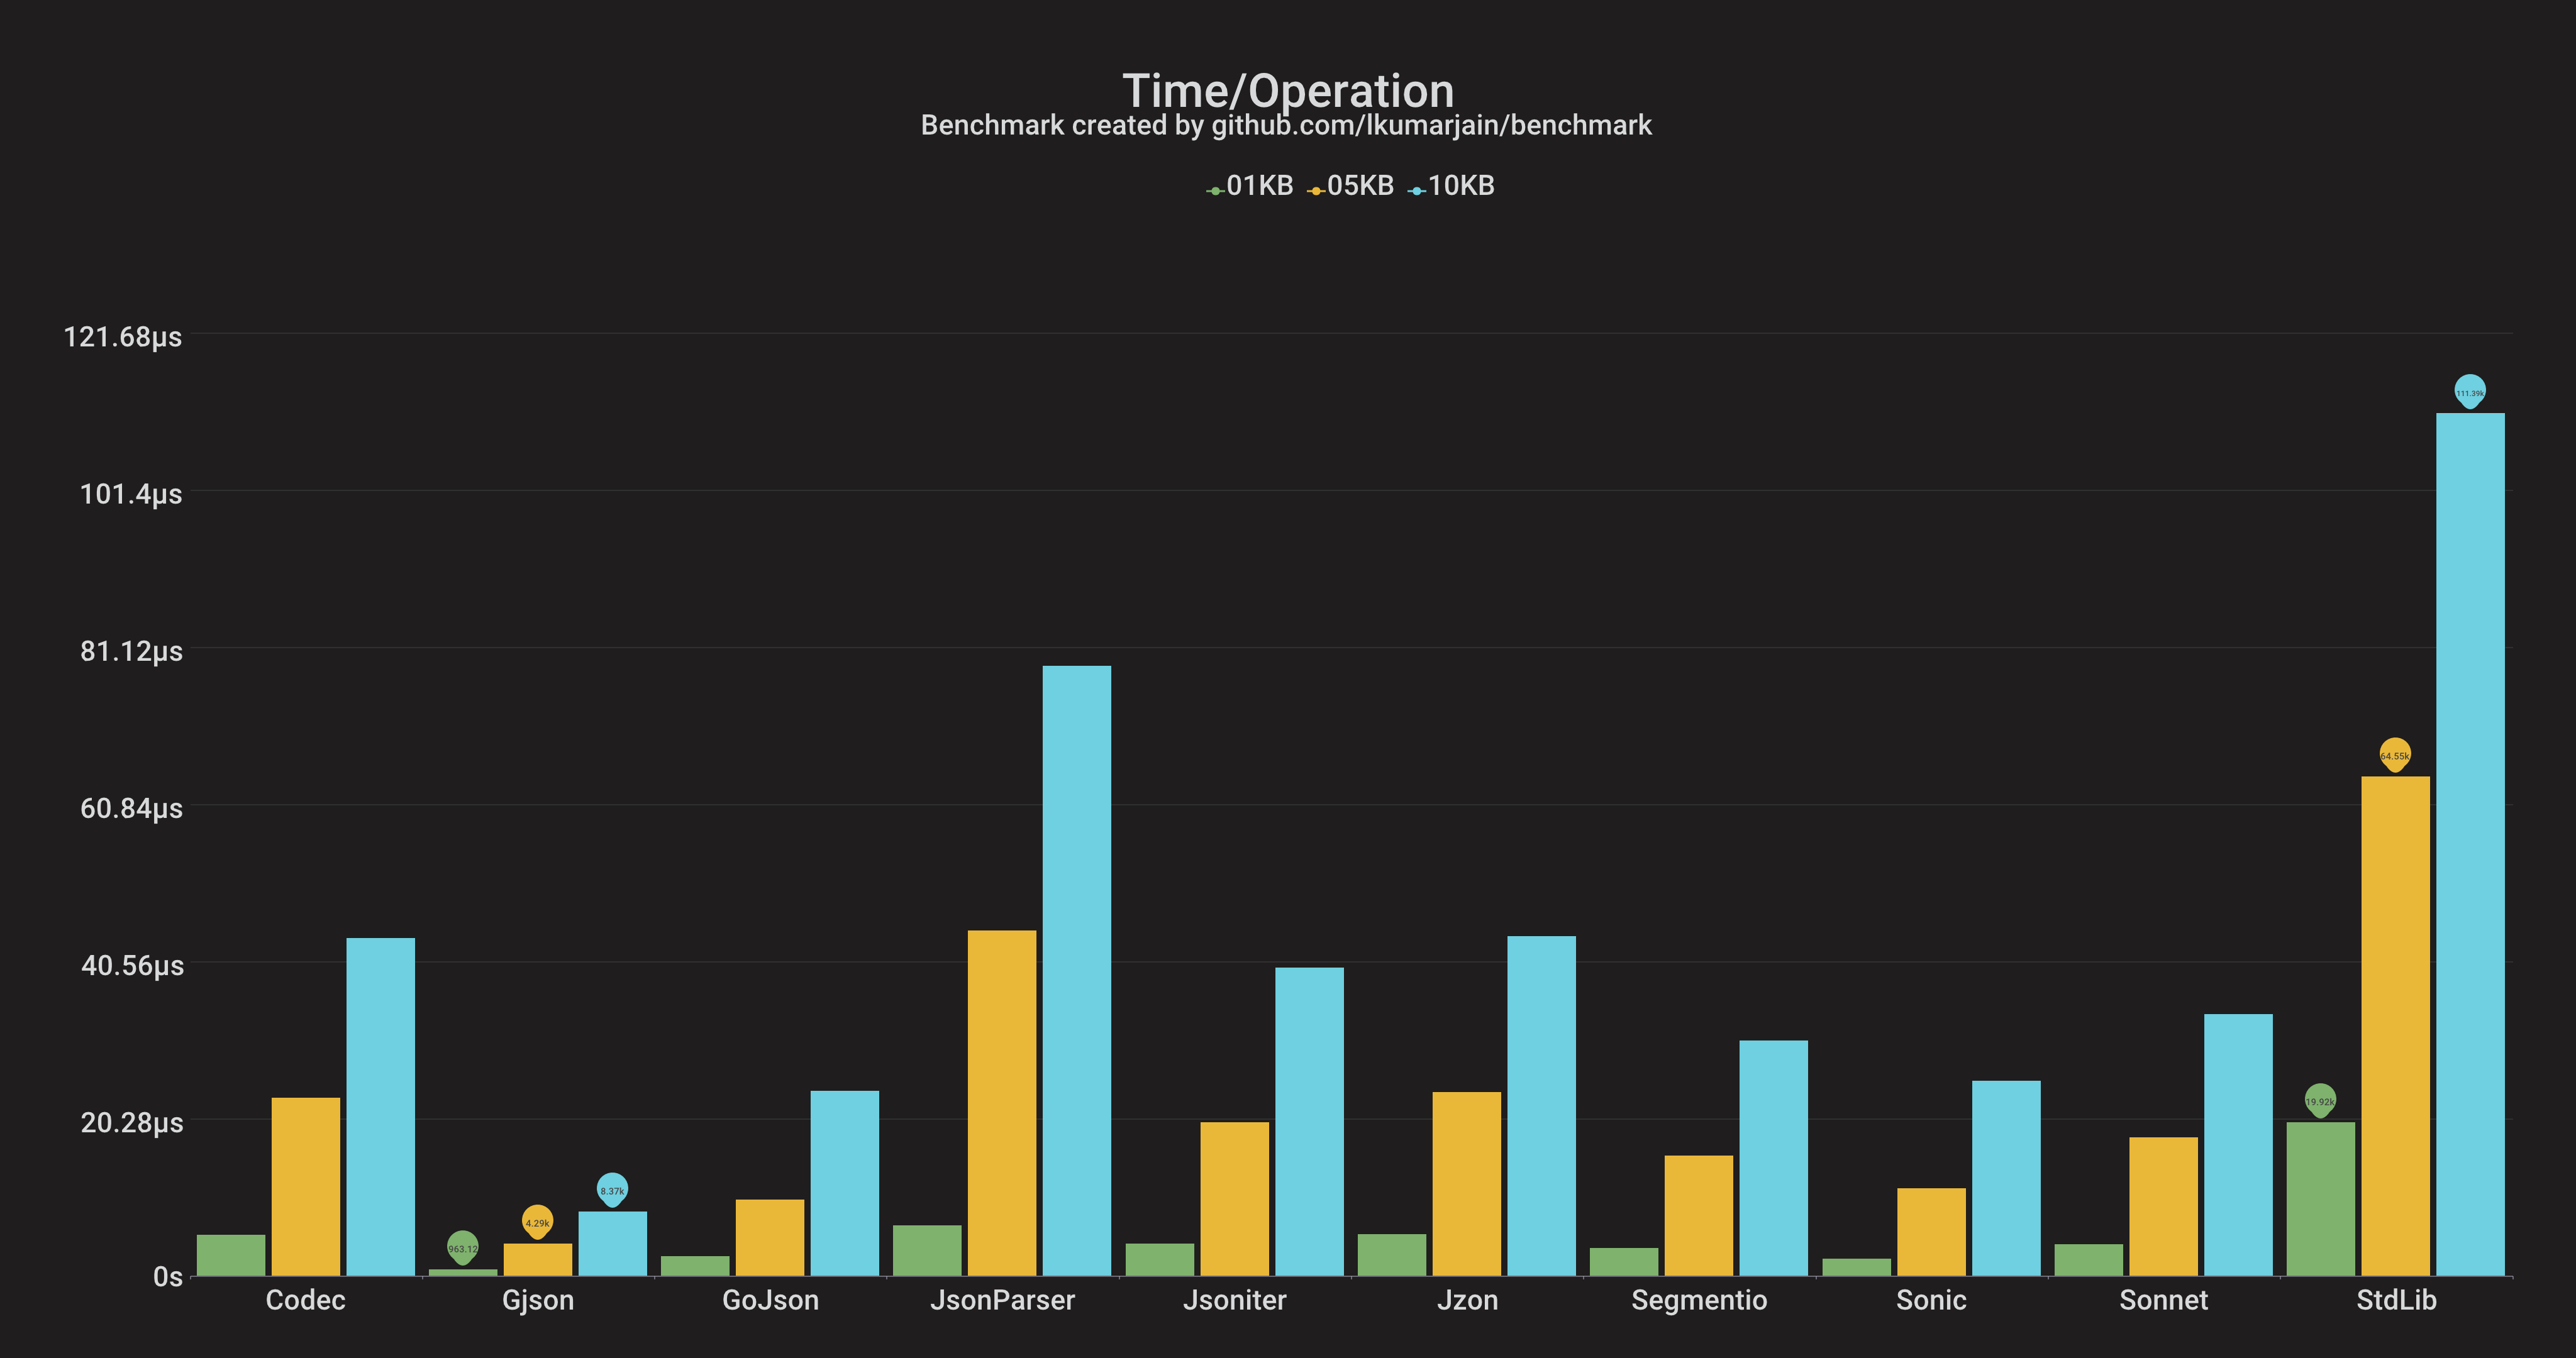 Time/Operation
Benchmark created by github.com/lkumarjain/benchmark
01KB 05KB 10KB
121.68µs
111.39k
101.4µs
81.12µs
64.55k
60.84µs
40.56µs
20.28µs
19.92k
8.37k
4.29k
963.12
0s
Codec Gjson GoJson JsonParser Jsoniter Jzon Segmentio Sonic Sonnet StdLib